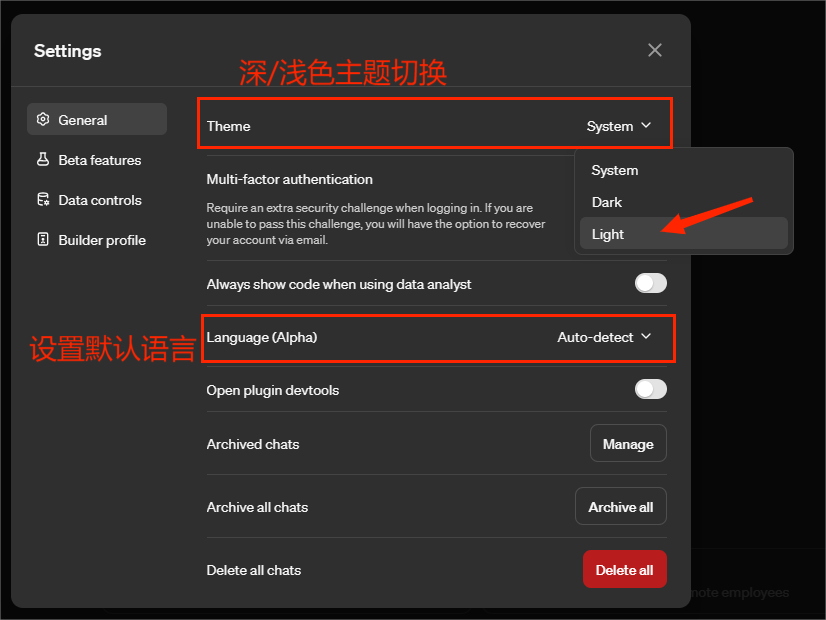 Settings
深/浅色主题切换
General
Beta features
Data controls
Builder profile
Theme
System
System
Dark
Light
Multi-factor authentication
Require an extra security challenge when logging in. If you are
unable to pass this challenge, you will have the option to recover
your account via email.
Always show code when using data analyst
设置默认语言
Language (Alpha)
Auto-detect
Open plugin devtools
Archived chats
Manage
Archive all chats
Archive all
Delete all chats
Delete all
employees